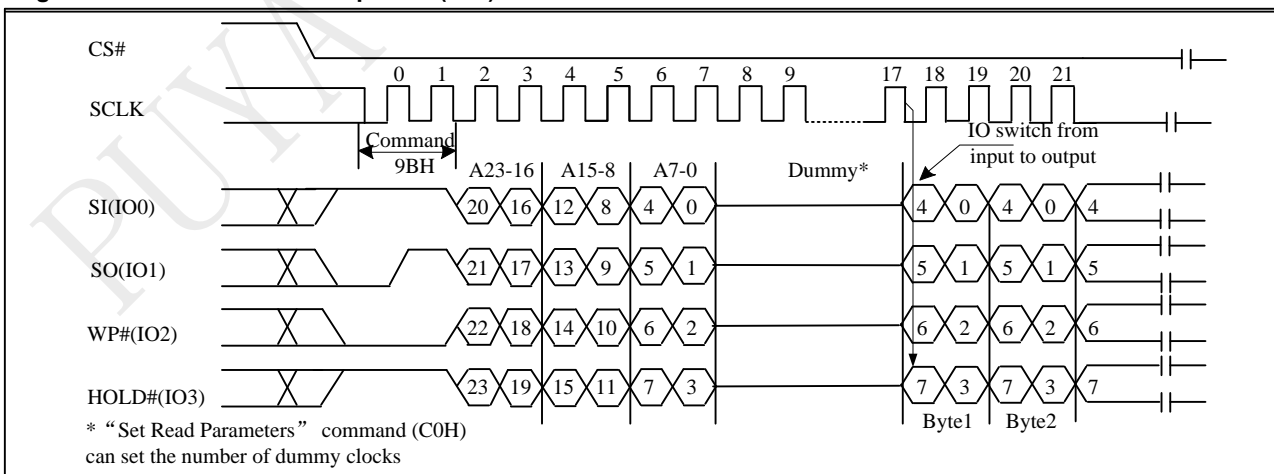 PUYA
CS#
0 1 2 3 4 5 6 7 8 9 17 18 19 20 21
SCLK
IO switch from
input to output
Command
9BH
A23-16 A15-8 A7-0 Dummy*
SI(IO0) 20 16 12 8 4 0 4 0 4 0 4
SO(IO1) 21 17 13 9 5 1 5 1 5 1 5
WP#(IO2) 22 18 14 10 6 2 6 2 6 2 6
HOLD#(IO3) 23 19 15 11 7 3 7 3 7 3 7
Byte1 Byte2
* “Set Read Parameters” command (C0H)
can set the number of dummy clocks